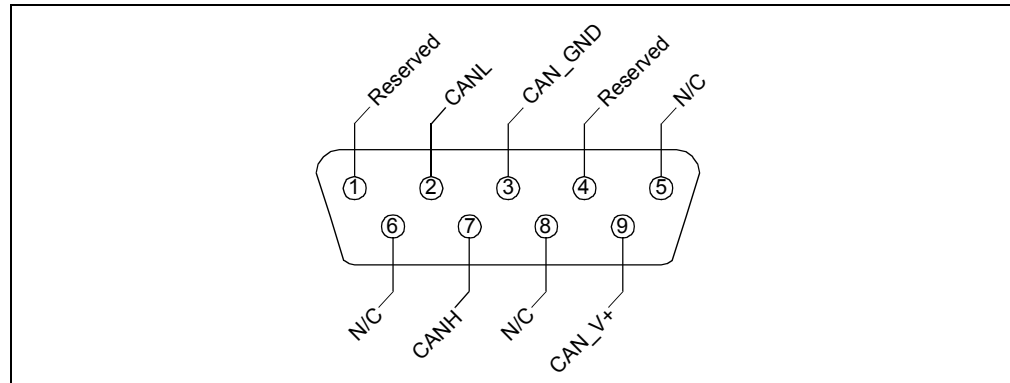 Reserved
CANL
CAN_GND
Reserved
N/C
1
2
3
4
5
6
7
8
9
N/C
CANH
N/C
CAN_V+